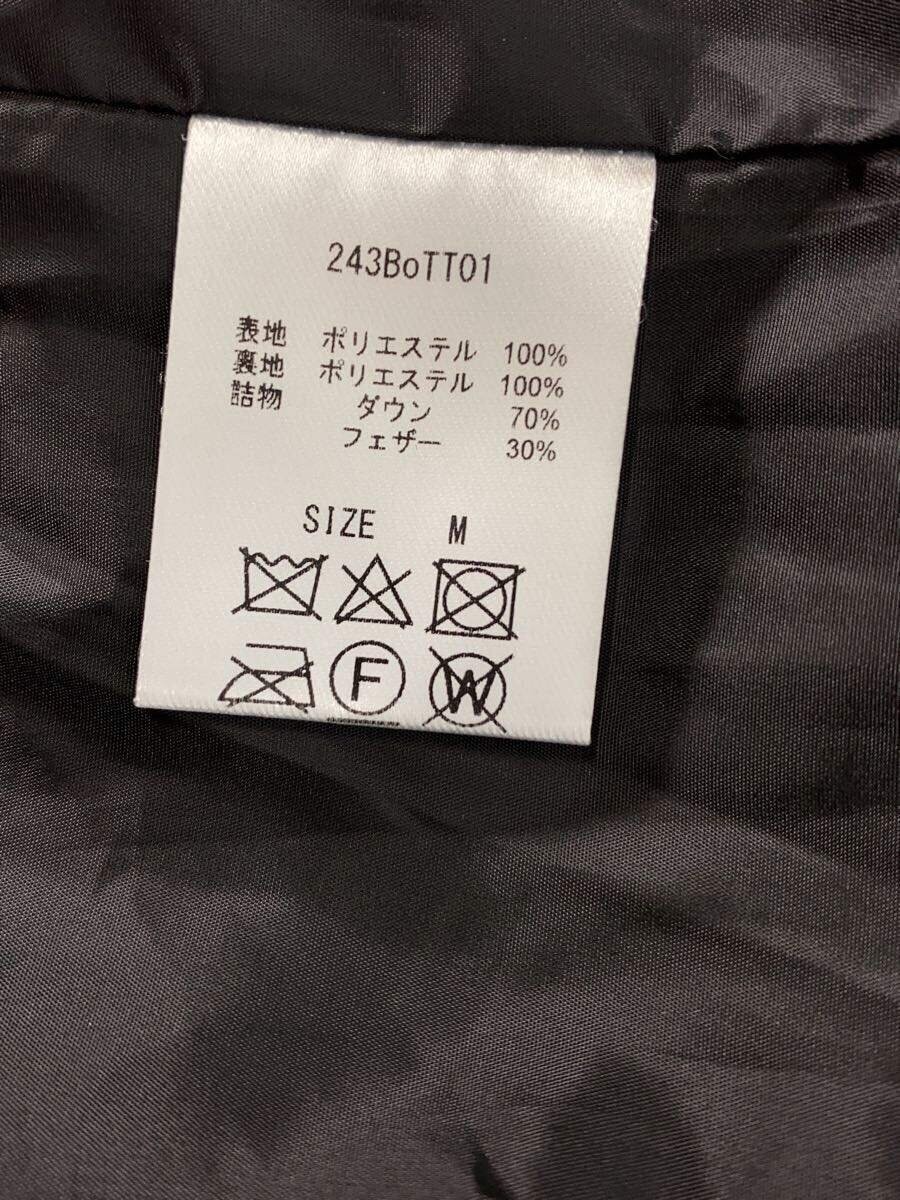 243BoTT01
表地 ポリエステル 100%
裏地 ポリエステル 100%
詰物 ダウン 70%
フェザー 30%
SIZE M
F W